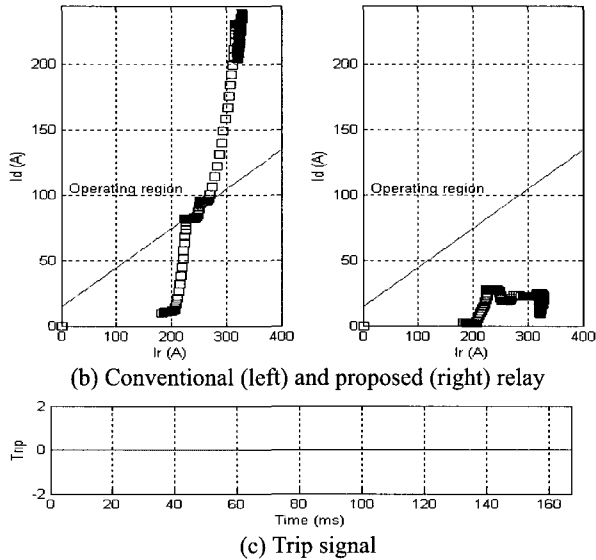 200
150
100
50
0
Id (A)
Operating region
0 100 200 300 400
Ir (A)
200
150
100
50
0
Id (A)
Operating region
0 100 200 300 400
Ir (A)
(b) Conventional (left) and proposed (right) relay
2
0
-2
Trip
0 20 40 60 80 100 120 140 160
Time (ms)
(c) Trip signal